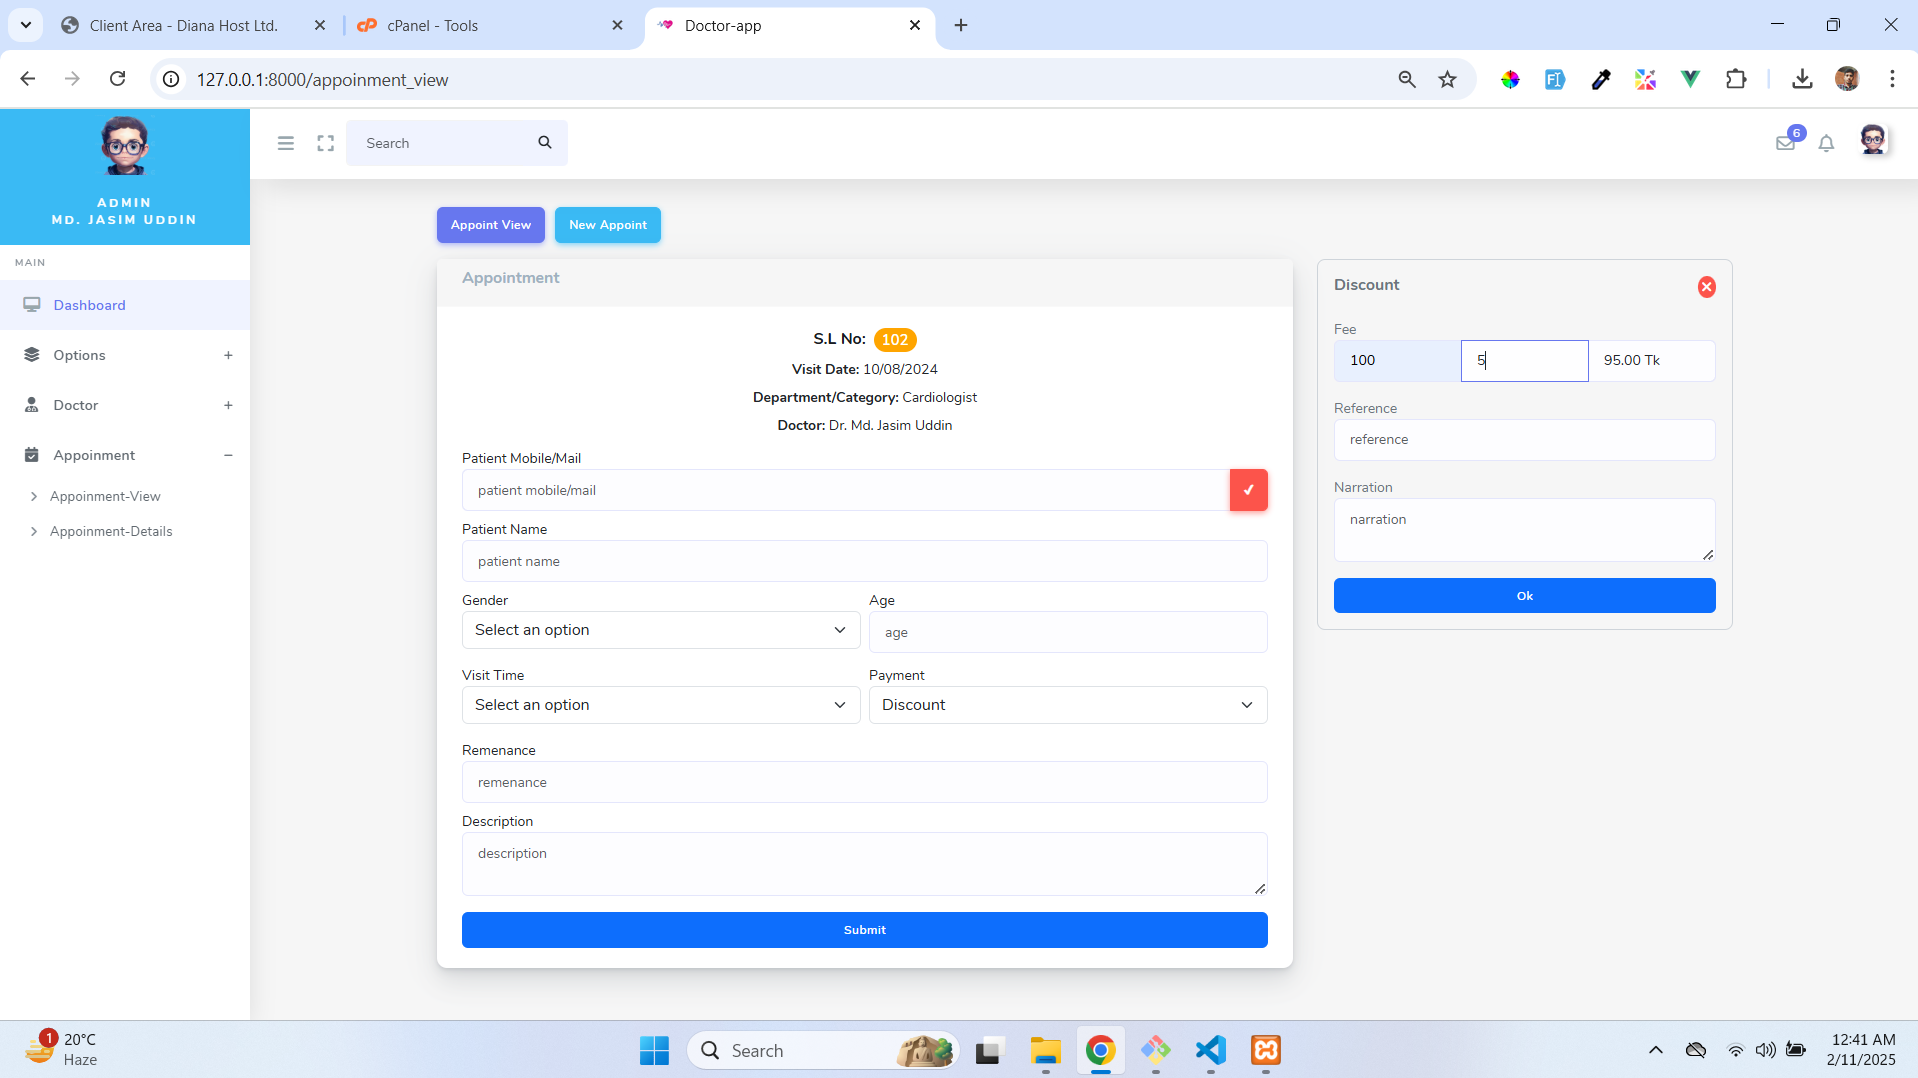 Client Area - Diana Host Ltd.
cPanel - Tools
Doctor-app
127.0.0.1:8000/appoinment_view
ADMIN
MD. JASIM UDDIN
Search
6
MAIN
Dashboard
Options
Doctor
Appoinment
Appoinment-View
Appoinment-Details
Appoint View
New Appoint
Appointment
S.L No: 102
Visit Date: 10/08/2024
Department/Category: Cardiologist
Doctor: Dr. Md. Jasim Uddin
Patient Mobile/Mail
patient mobile/mail
Patient Name
patient name
Gender
Age
Select an option
age
Visit Time
Payment
Select an option
Discount
Remenance
remenance
Description
description
Submit
Discount
Fee
100
5
95.00 Tk
Reference
reference
Narration
narration
Ok
1
20°C
Haze
Search
12:41 AM
2/11/2025